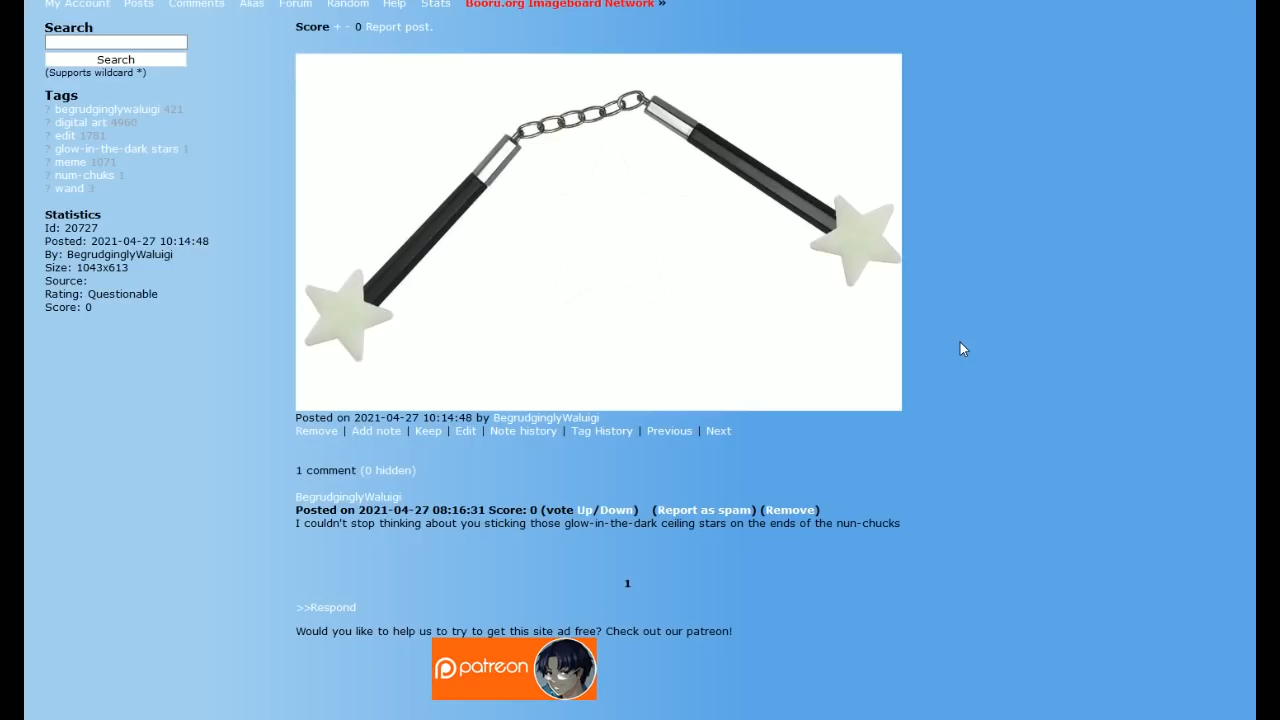 My Account Posts Comments Alias Forum Random Help Stats Booru.org Imageboard Network »
Search
Search
(Supports wildcard *)
Tags
? begrudginglywaluigi 421
? digital art 4960
? edit 1781
? glow-in-the-dark stars 1
? meme 1071
? num-chuks 1
? wand 3
Statistics
Id: 20727
Posted: 2021-04-27 10:14:48
By: BegrudginglyWaluigi
Size: 1043x613
Source:
Rating: Questionable
Score: 0
Score + - 0 Report post.
Posted on 2021-04-27 10:14:48 by BegrudginglyWaluigi
Remove | Add note | Keep | Edit | Note history | Tag History | Previous | Next
1 comment (0 hidden)
BegrudginglyWaluigi
Posted on 2021-04-27 08:16:31 Score: 0 (vote Up/Down) (Report as spam) (Remove)
I couldn't stop thinking about you sticking those glow-in-the-dark ceiling stars on the ends of the nun-chucks
1
>>Respond
Would you like to help us to try to get this site ad free? Check out our patreon!
patreon